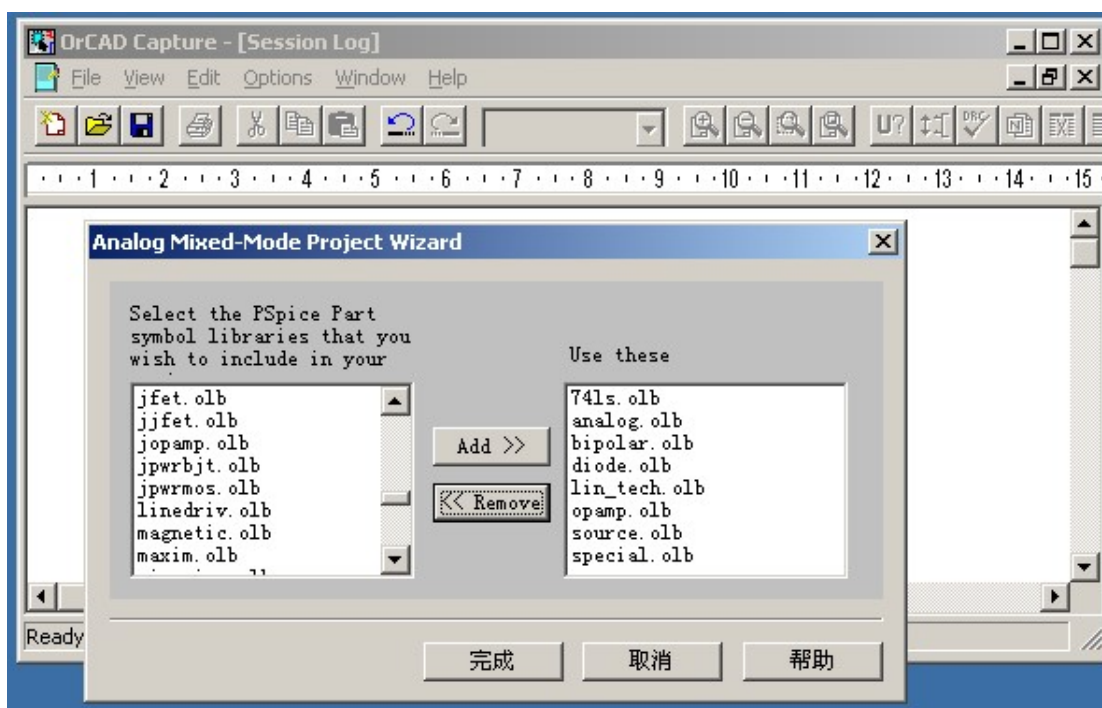 OrCAD Capture - [Session Log]
File View Edit Options Window Help
U? DRC
1 2 3 4 5 6 7 8 9 10 11 12 13 14 15
Analog Mixed-Mode Project Wizard
Select the PSpice Part
symbol libraries that you
wish to include in your
Use these
jfet.olb
jjfet.olb
jopamp.olb
jpwrbjt.olb
jpwrmos.olb
linedriv.olb
magnetic.olb
maxim.olb
Add >>
<< Remove
74ls.olb
analog.olb
bipolar.olb
diode.olb
lin_tech.olb
opamp.olb
source.olb
special.olb
Ready
完成 取消 帮助